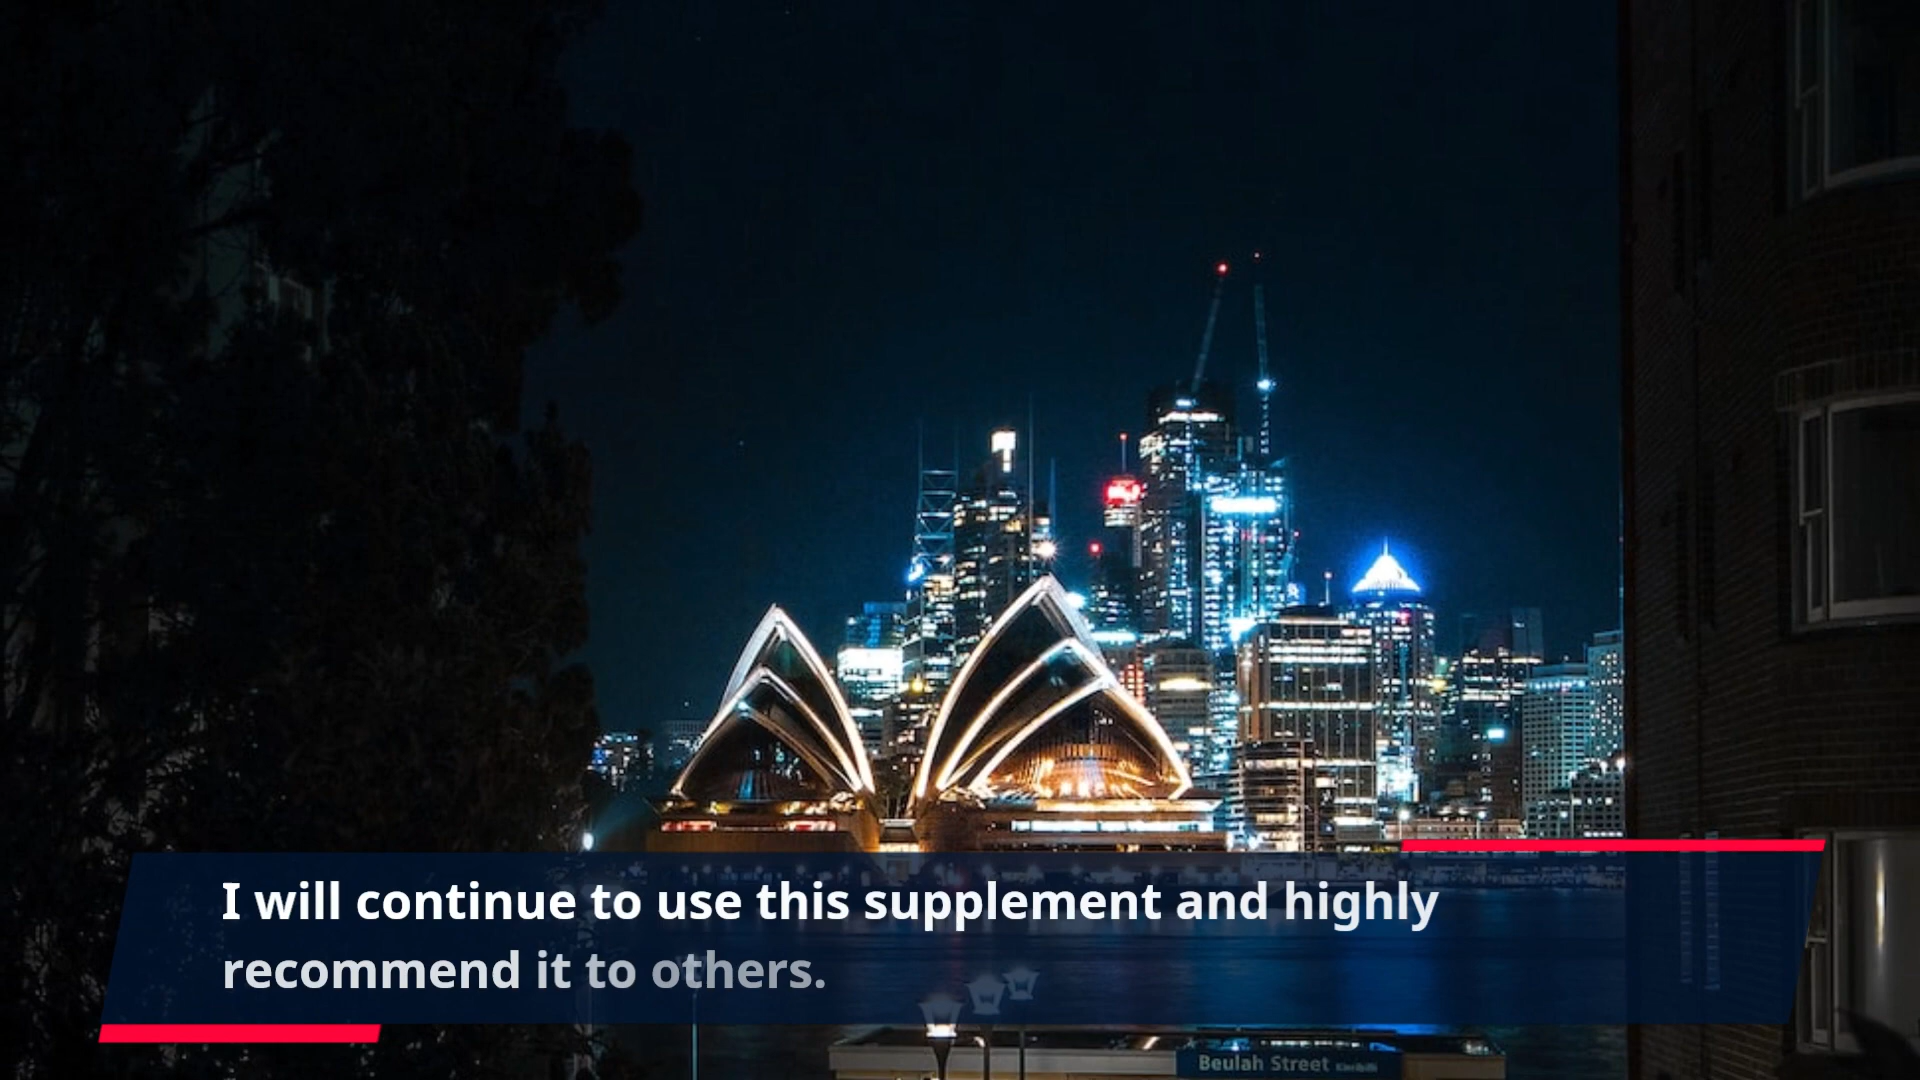 I will continue to use this supplement and highly
recommend it to others.
Beulah Street